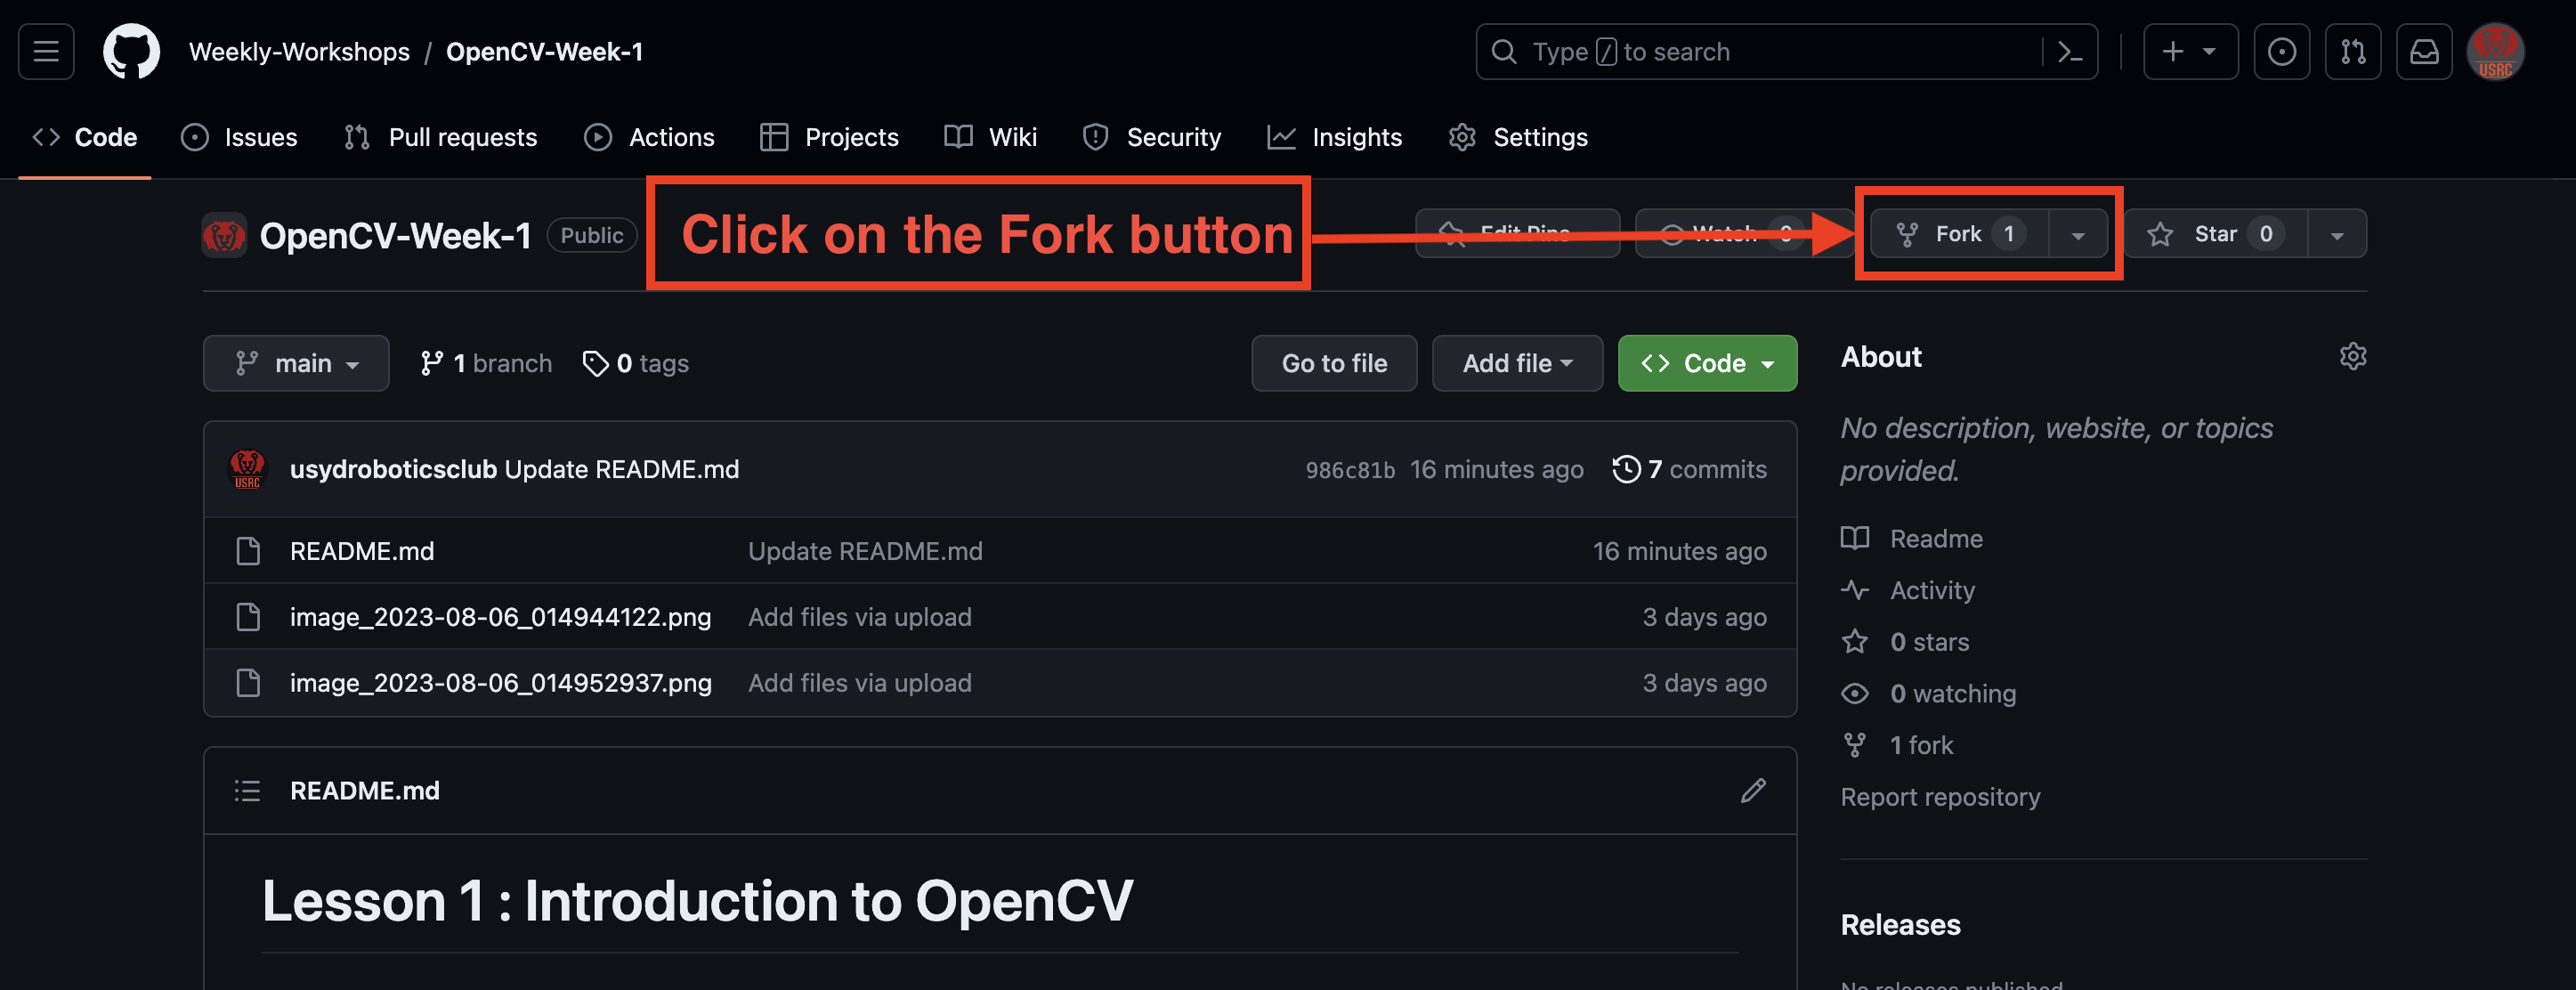 Weekly-Workshops / OpenCV-Week-1
Type / to search
Code Issues Pull requests Actions Projects Wiki Security Insights Settings
OpenCV-Week-1 Public
Click on the Fork button
Edit Pins Watch 0 Fork 1 Star 0
main 1 branch 0 tags
Go to file Add file Code
usydroboticsclub Update README.md 986c81b 16 minutes ago 7 commits
README.md Update README.md 16 minutes ago
image_2023-08-06_014944122.png Add files via upload 3 days ago
image_2023-08-06_014952937.png Add files via upload 3 days ago
README.md
Lesson 1 : Introduction to OpenCV
About
No description, website, or topics
provided.
Readme
Activity
0 stars
0 watching
1 fork
Report repository
Releases
No releases published
USRC
USRC